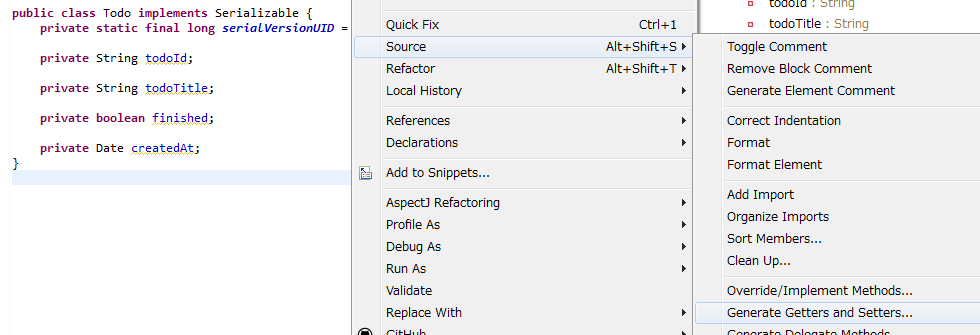 public class Todo implements Serializable {
private static final long serialVersionUID =
private String todoId;
private String todoTitle;
private boolean finished;
private Date createdAt;
}
Quick Fix Ctrl+1
Source Alt+Shift+S
Refactor Alt+Shift+T
Local History
References
Declarations
Add to Snippets...
AspectJ Refactoring
Profile As
Debug As
Run As
Validate
Replace With
GitHub
todoId : String
todoTitle : String
Toggle Comment
Remove Block Comment
Generate Element Comment
Correct Indentation
Format
Format Element
Add Import
Organize Imports
Sort Members...
Clean Up...
Override/Implement Methods...
Generate Getters and Setters...
Generate Delegate Methods...